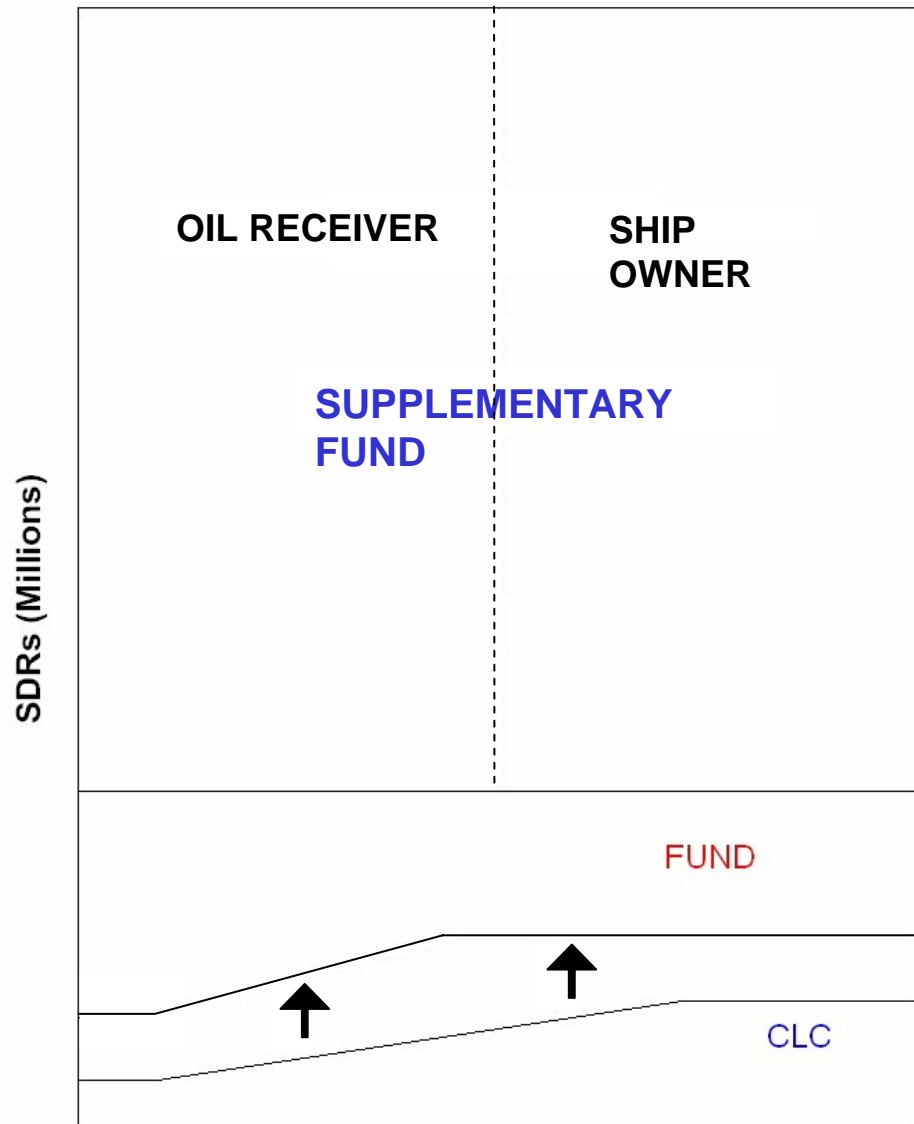 OIL RECEIVER
SHIP
OWNER
SUPPLEMENTARY
FUND
SDRs (Millions)
FUND
CLC